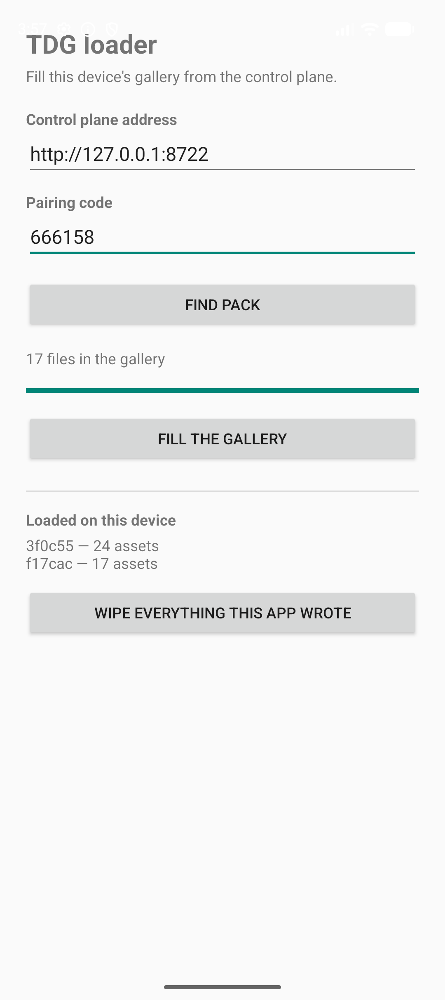 3:57
TDG loader
Fill this device's gallery from the control plane.
Control plane address
http://127.0.0.1:8722
Pairing code
666158
FIND PACK
17 files in the gallery
FILL THE GALLERY
Loaded on this device
3f0c55 — 24 assets
f17cac — 17 assets
WIPE EVERYTHING THIS APP WROTE